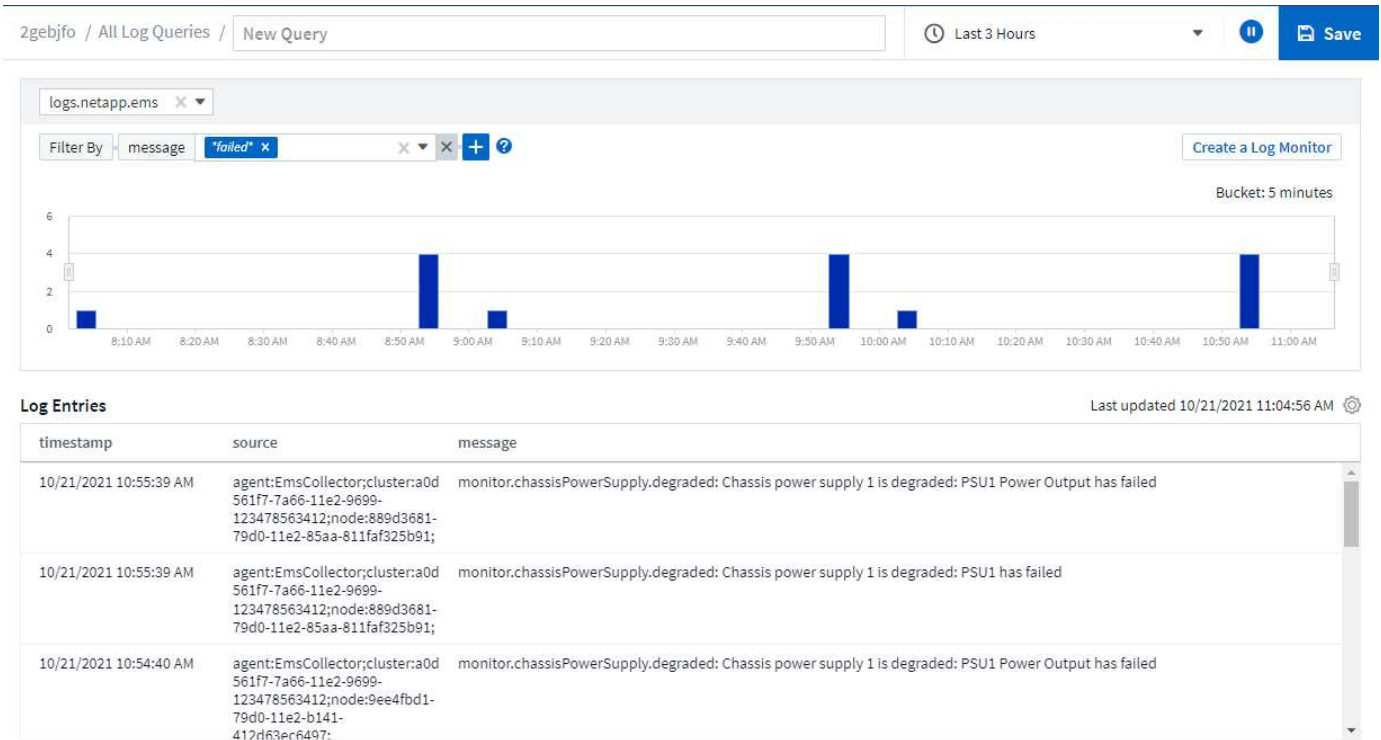 2gebjfo / All Log Queries / New Query
Last 3 Hours
Save
logs.netapp.ems
Filter By message *failed*
Create a Log Monitor
Bucket: 5 minutes
6
4
2
0
8:10 AM 8:20 AM 8:30 AM 8:40 AM 8:50 AM 9:00 AM 9:10 AM 9:20 AM 9:30 AM 9:40 AM 9:50 AM 10:00 AM 10:10 AM 10:20 AM 10:30 AM 10:40 AM 10:50 AM 11:00 AM
Log Entries
Last updated 10/21/2021 11:04:56 AM
timestamp source message
10/21/2021 10:55:39 AM agent:EmsCollector;cluster:a0d monitor.chassisPowerSupply.degraded: Chassis power supply 1 is degraded: PSU1 Power Output has failed
561f7-7a66-11e2-9699-
123478563412;node:889d3681-
79d0-11e2-85aa-811faf325b91;
10/21/2021 10:55:39 AM agent:EmsCollector;cluster:a0d monitor.chassisPowerSupply.degraded: Chassis power supply 1 is degraded: PSU1 has failed
561f7-7a66-11e2-9699-
123478563412;node:889d3681-
79d0-11e2-85aa-811faf325b91;
10/21/2021 10:54:40 AM agent:EmsCollector;cluster:a0d monitor.chassisPowerSupply.degraded: Chassis power supply 1 is degraded: PSU1 Power Output has failed
561f7-7a66-11e2-9699-
123478563412;node:9ee4fbd1-
79d0-11e2-b141-
412d63ec6497;